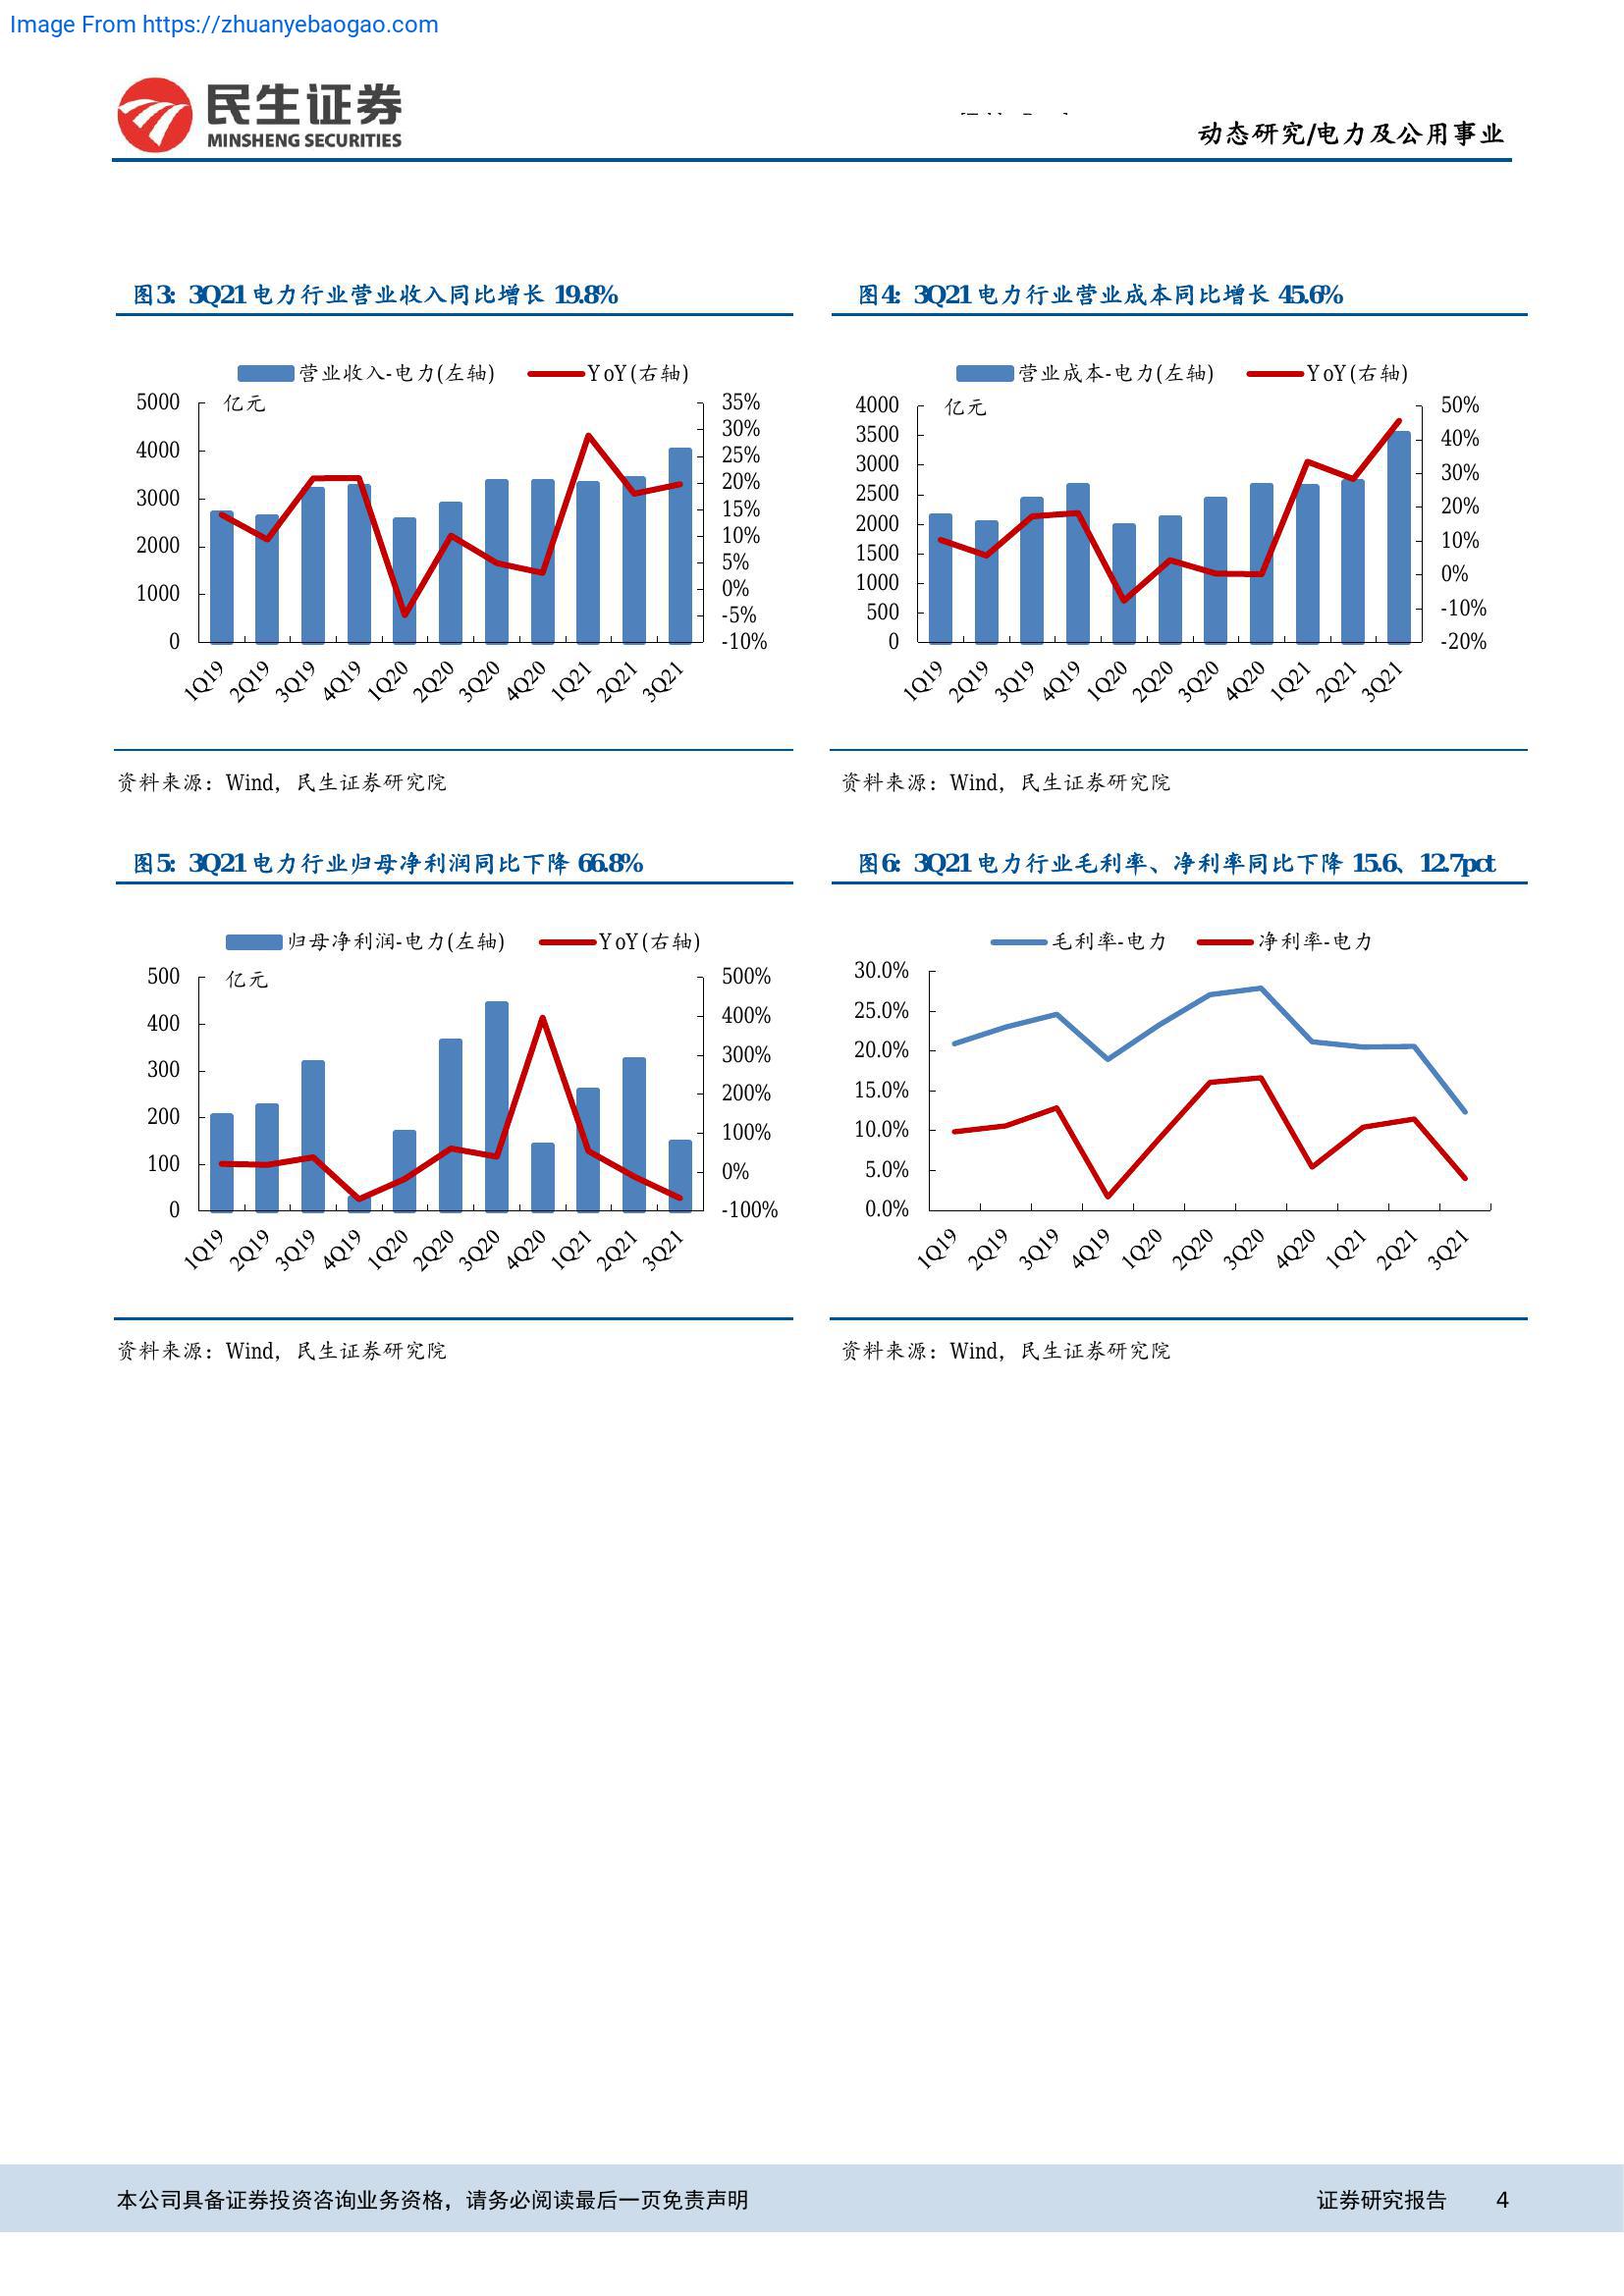 Image From https://zhuanyebaogao.com
民生证券
MINSHENG SECURITIES
动态研究/电力及公用事业
图3: 3Q21 电力行业营业收入同比增长 19.8%
营业收入-电力(左轴) YoY(右轴)
亿元
5000
4000
3000
2000
1000
0
35%
30%
25%
20%
15%
10%
5%
0%
-5%
-10%
1Q19 2Q19 3Q19 4Q19 1Q20 2Q20 3Q20 4Q20 1Q21 2Q21 3Q21
资料来源：Wind，民生证券研究院
图4: 3Q21 电力行业营业成本同比增长 45.6%
营业成本-电力(左轴) YoY(右轴)
亿元
4000
3500
3000
2500
2000
1500
1000
500
0
50%
40%
30%
20%
10%
0%
-10%
-20%
1Q19 2Q19 3Q19 4Q19 1Q20 2Q20 3Q20 4Q20 1Q21 2Q21 3Q21
资料来源：Wind，民生证券研究院
图5: 3Q21 电力行业归母净利润同比下降 66.8%
归母净利润-电力(左轴) YoY(右轴)
亿元
500
400
300
200
100
0
500%
400%
300%
200%
100%
0%
-100%
1Q19 2Q19 3Q19 4Q19 1Q20 2Q20 3Q20 4Q20 1Q21 2Q21 3Q21
资料来源：Wind，民生证券研究院
图6: 3Q21 电力行业毛利率、净利率同比下降 15.6、12.7pct
毛利率-电力 净利率-电力
30.0%
25.0%
20.0%
15.0%
10.0%
5.0%
0.0%
1Q19 2Q19 3Q19 4Q19 1Q20 2Q20 3Q20 4Q20 1Q21 2Q21 3Q21
资料来源：Wind，民生证券研究院
本公司具备证券投资咨询业务资格，请务必阅读最后一页免责声明
证券研究报告 4